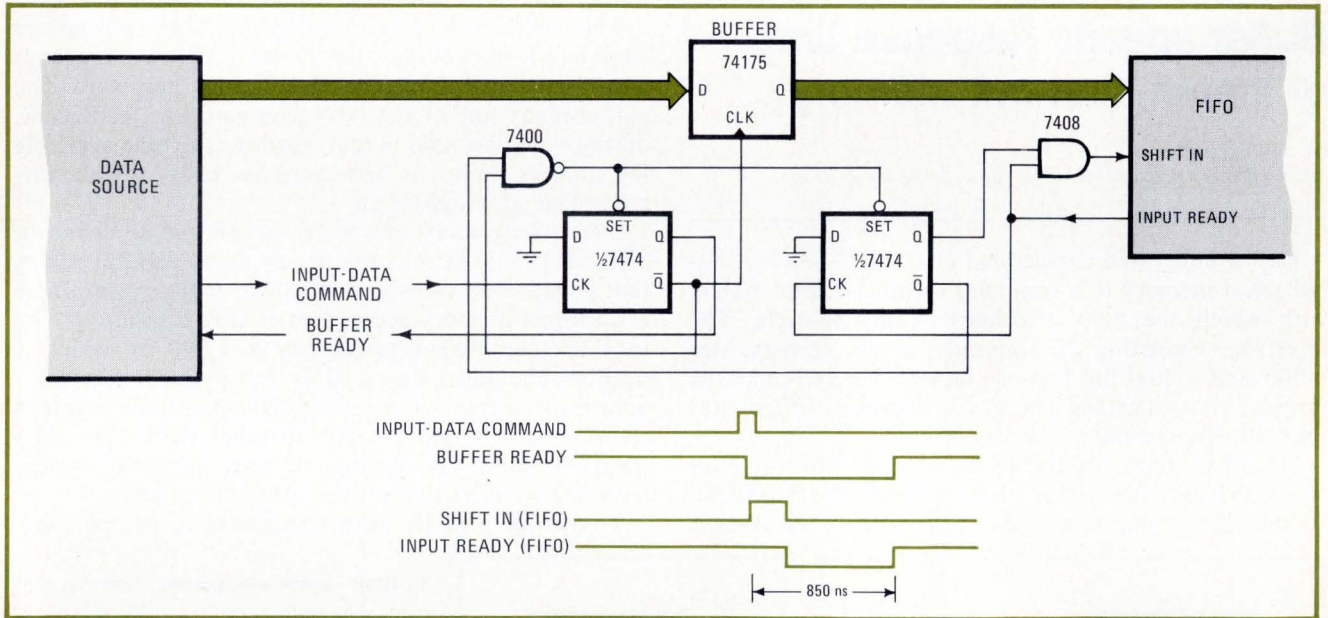 BUFFER
74175
D Q
CLK
FIFO
7408
SHIFT IN
INPUT READY
7400
DATA
SOURCE
SET
D Q
½7474
CK Q̅
SET
D Q
½7474
CK Q̅
INPUT-DATA
COMMAND
BUFFER
READY
INPUT-DATA COMMAND
BUFFER READY
SHIFT IN (FIFO)
INPUT READY (FIFO)
850 ns